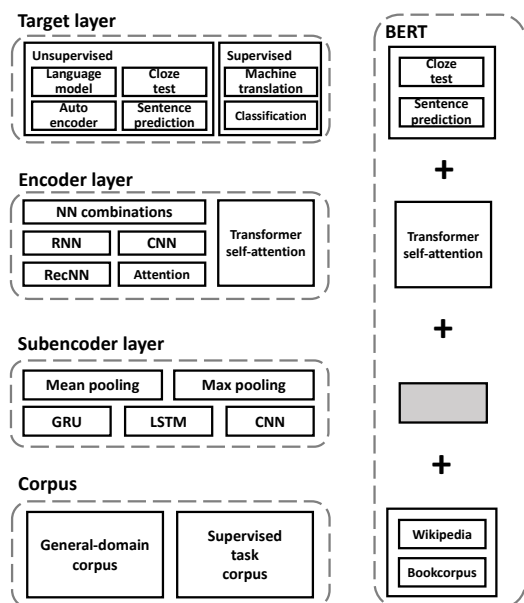 Target layer
Unsupervised
Supervised
Language
model
Cloze
test
Machine
translation
Auto
encoder
Sentence
prediction
Classification
Encoder layer
NN combinations
RNN
CNN
RecNN
Attention
Transformer
self-attention
Subencoder layer
Mean pooling
Max pooling
GRU
LSTM
CNN
Corpus
General-domain
corpus
Supervised
task
corpus
BERT
Cloze
test
Sentence
prediction
+
Transformer
self-attention
+
+
Wikipedia
Bookcorpus